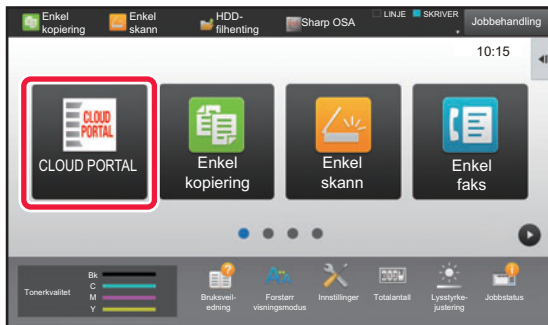 Enkel
kopiering
Enkel
skann
HDD-
filhenting
Sharp OSA
LINJE
SKRIVER
Jobbehandling
10:15
CLOUD
PORTAL
CLOUD PORTAL
Enkel
kopiering
Enkel
skann
Enkel
faks
Tonerkvalitet
Bk
C
M
Y
Bruksveil-
edning
Forstørr
visningsmodus
Innstillinger
Totalantall
Lysstyrke-
justering
Jobbstatus